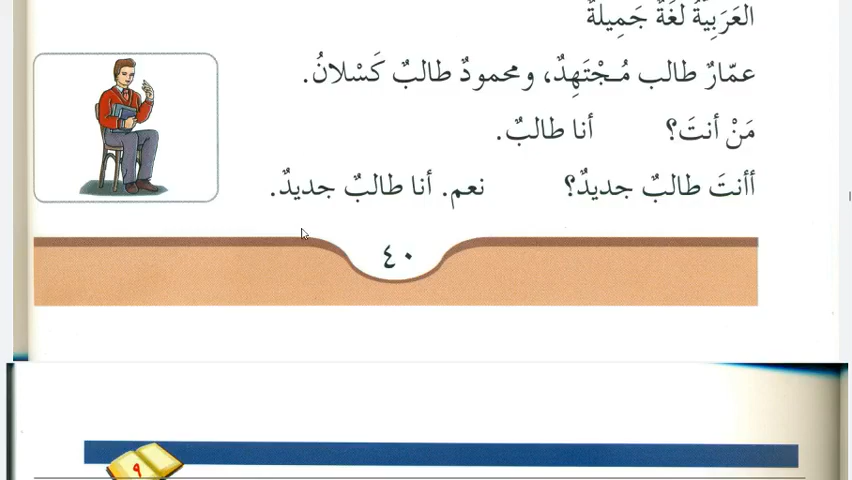 العَرَبِيَّةُ لُغَةٌ جَمِيلَةٌ
عمّارٌ طالب مُـجْتَهِدٌ، ومحمودٌ طالبٌ كَسْلانُ.
مَنْ أنتَ؟ أنا طالبٌ.
أأنتَ طالبٌ جديدٌ؟ نعم. أنا طالبٌ جديدٌ.
٤٠
٩